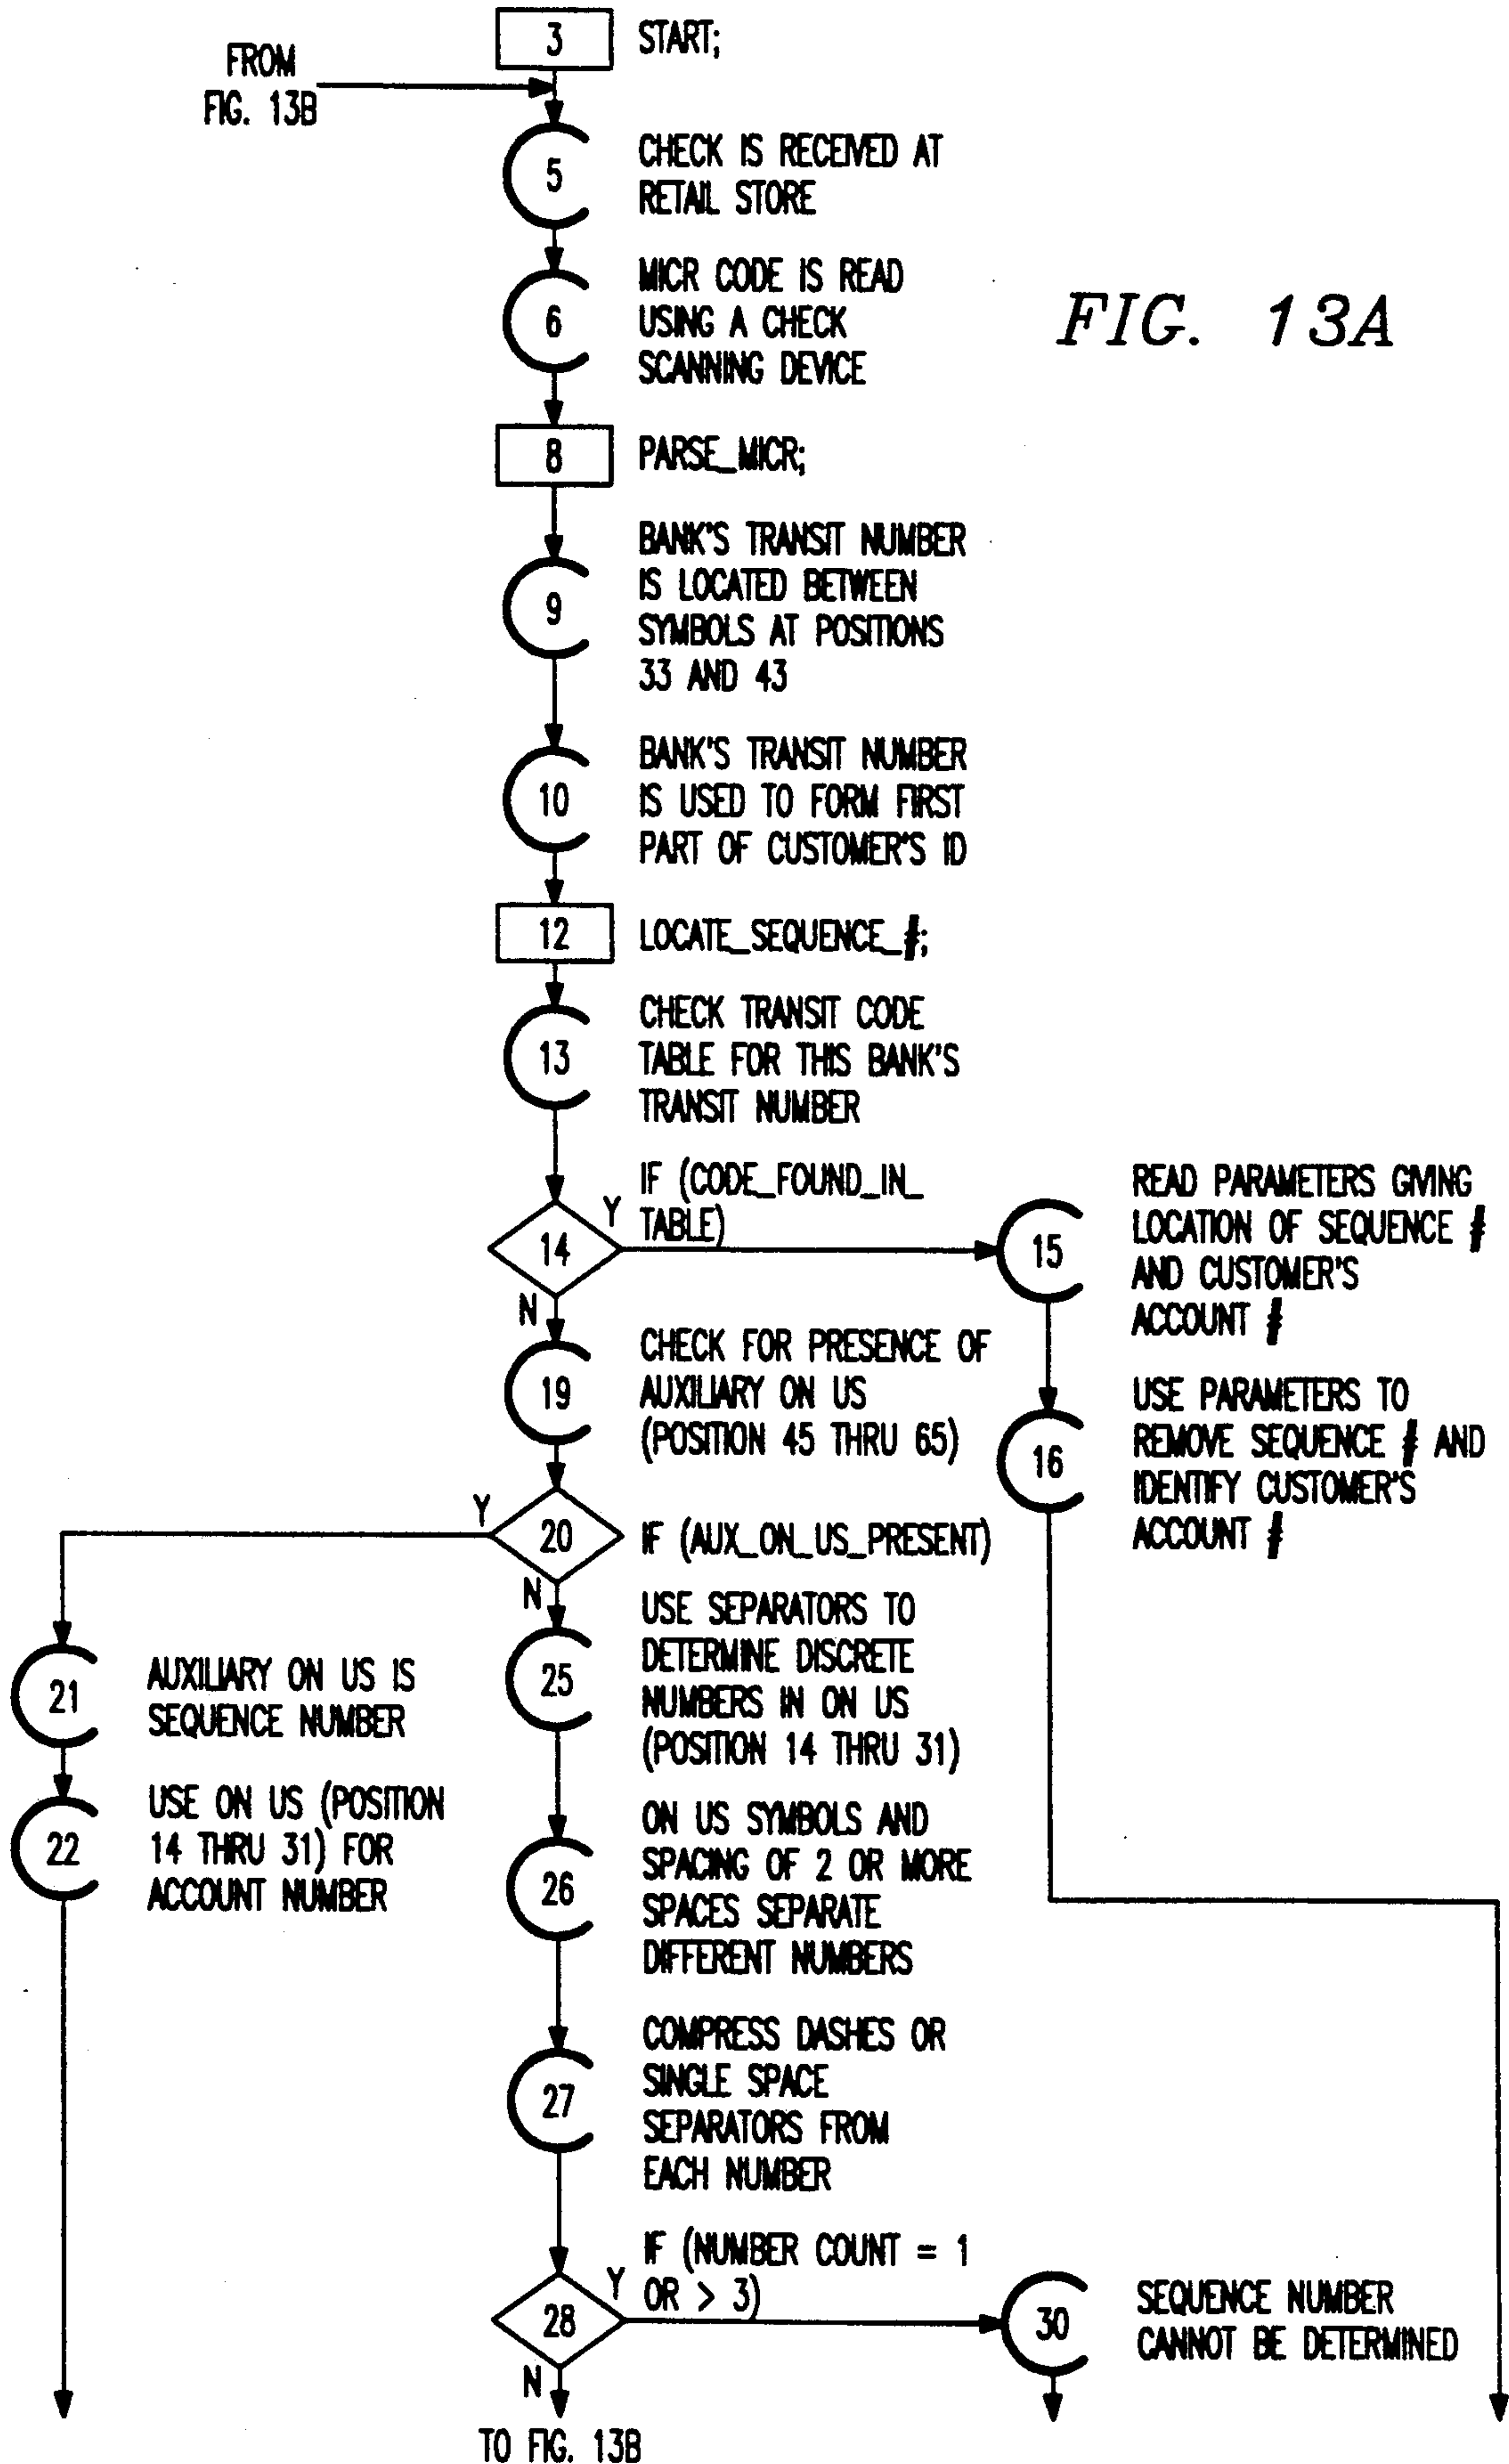 3 START;
FROM
FIG. 13B
5 CHECK IS RECEIVED AT
RETAIL STORE
6 MICR CODE IS READ
USING A CHECK
SCANNING DEVICE
FIG. 13A
8 PARSE_MICR;
9 BANK'S TRANSIT NUMBER
IS LOCATED BETWEEN
SYMBOLS AT POSITIONS
33 AND 43
10 BANK'S TRANSIT NUMBER
IS USED TO FORM FIRST
PART OF CUSTOMER'S ID
12 LOCATE_SEQUENCE_#;
13 CHECK TRANSIT CODE
TABLE FOR THIS BANK'S
TRANSIT NUMBER
14 Y IF (CODE_FOUND_IN_
TABLE)
N
15 READ PARAMETERS GIVING
LOCATION OF SEQUENCE #
AND CUSTOMER'S
ACCOUNT #
16 USE PARAMETERS TO
REMOVE SEQUENCE # AND
IDENTIFY CUSTOMER'S
ACCOUNT #
19 CHECK FOR PRESENCE OF
AUXILIARY ON US
(POSITION 45 THRU 65)
Y 20 IF (AUX_ON_US_PRESENT)
N
21 AUXILIARY ON US IS
SEQUENCE NUMBER
22 USE ON US (POSITION
14 THRU 31) FOR
ACCOUNT NUMBER
25 USE SEPARATORS TO
DETERMINE DISCRETE
NUMBERS IN ON US
(POSITION 14 THRU 31)
26 ON US SYMBOLS AND
SPACING OF 2 OR MORE
SPACES SEPARATE
DIFFERENT NUMBERS
27 COMPRESS DASHES OR
SINGLE SPACE
SEPARATORS FROM
EACH NUMBER
28 Y IF (NUMBER COUNT = 1
OR > 3)
N
30 SEQUENCE NUMBER
CANNOT BE DETERMINED
TO FIG. 13B